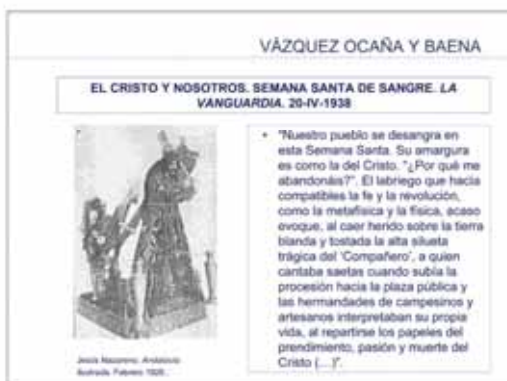 VÁZQUEZ OCAÑA Y BAENA
EL CRISTO Y NOSOTROS. SEMANA SANTA DE SANGRE. LA
VANGUARDIA. 20-IV-1938
• "Nuestro pueblo se desangra en
esta Semana Santa. Su amargura
es como la del Cristo. "¿Por qué me
abandonáis?". El labriego que hacía
compatibles la fe y la revolución,
como la metafísica y la física, acaso
evoque, al caer herido sobre la tierra
blanda y tostada la alta silueta
trágica del 'Compañero', a quien
cantaba saetas cuando subía la
procesión hacia la plaza pública y
las hermandades de campesinos y
artesanos interpretaban su propia
vida, al repartirse los papeles del
prendimiento, pasión y muerte del
Cristo (...)".
Jesús Nazareno. Andalucía
Ilustrada. Febrero 1928.